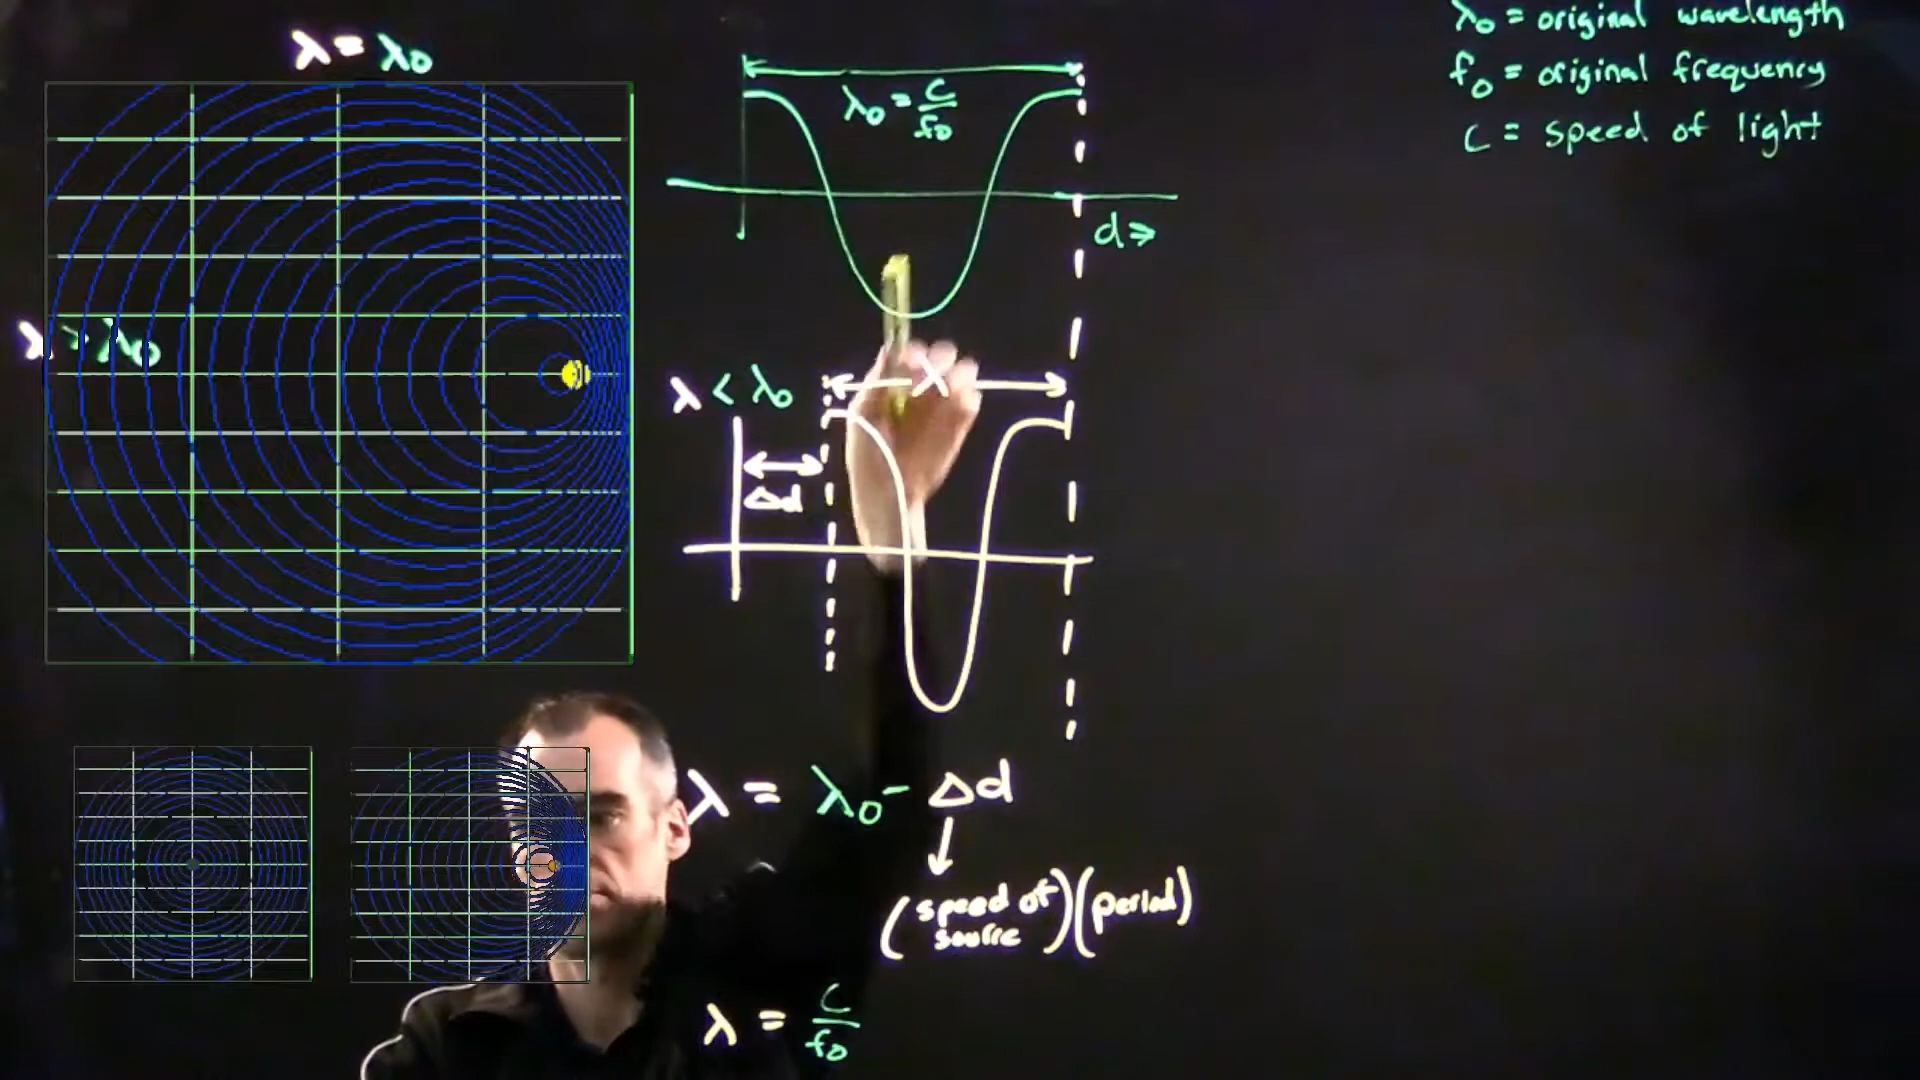 λ = λ₀
λ > λ₀
λ₀ = c/f₀
d →
λ₀ = original wavelength
f₀ = original frequency
c = speed of light
λ < λ₀
λ
Δd
λ = λ₀ - Δd
(speed of source)(period)
λ = c/f₀